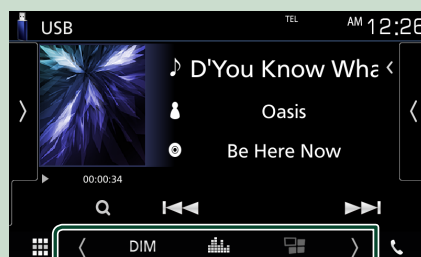 USB
TEL
AM 12:26
D'You Know Wha
Oasis
Be Here Now
00:00:34
DIM